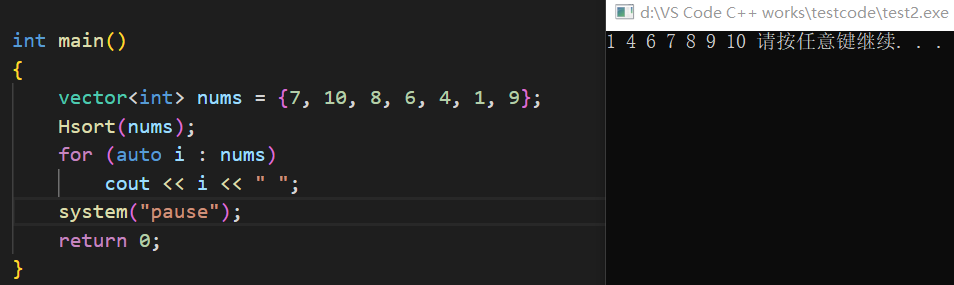 int main()
{
    vector<int> nums = {7, 10, 8, 6, 4, 1, 9};
    Hsort(nums);
    for (auto i : nums)
        cout << i << " ";
    system("pause");
    return 0;
}
d:\VS Code C++ works\testcode\test2.exe
1 4 6 7 8 9 10 请按任意键继续. . .